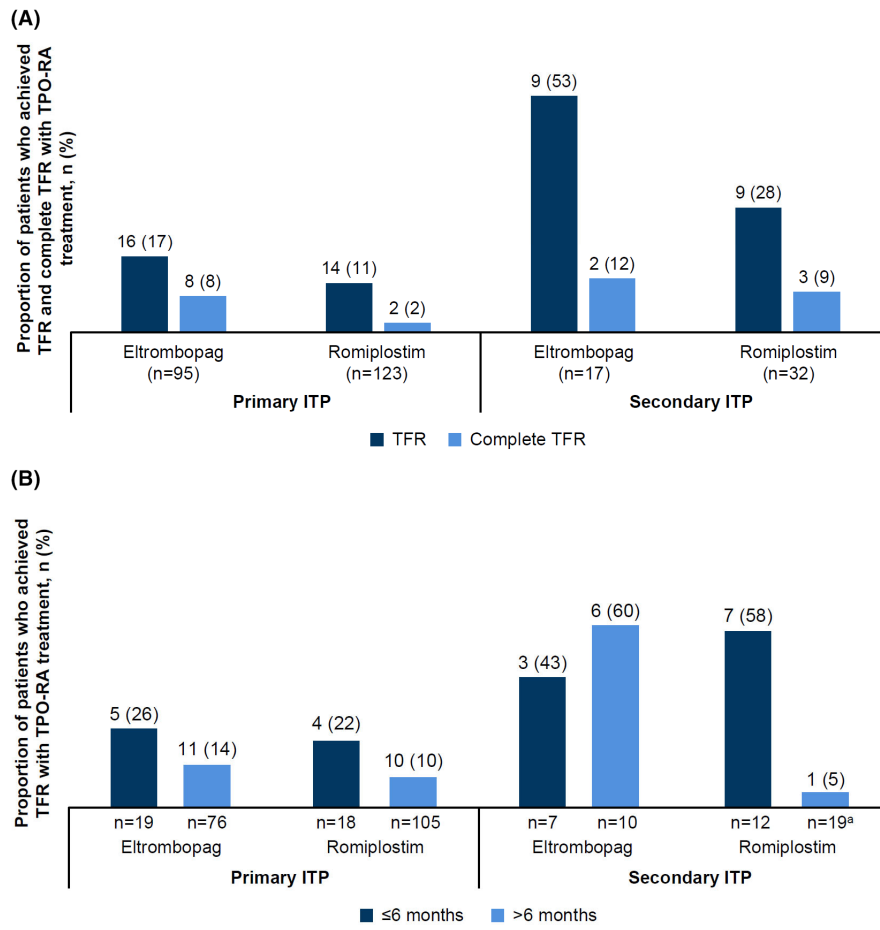 (A)
Proportion of patients who achieved
TFR and complete TFR with TPO-RA
treatment, n (%)
16 (17)
8 (8)
14 (11)
2 (2)
9 (53)
2 (12)
9 (28)
3 (9)
Eltrombopag
(n=95)
Romiplostim
(n=123)
Eltrombopag
(n=17)
Romiplostim
(n=32)
Primary ITP
Secondary ITP
TFR
Complete TFR
(B)
Proportion of patients who achieved
TFR with TPO-RA treatment, n (%)
5 (26)
11 (14)
4 (22)
10 (10)
3 (43)
6 (60)
7 (58)
1 (5)
n=19
n=76
n=18
n=105
n=7
n=10
n=12
n=19ᵃ
Eltrombopag
Romiplostim
Eltrombopag
Romiplostim
Primary ITP
Secondary ITP
≤6 months
>6 months